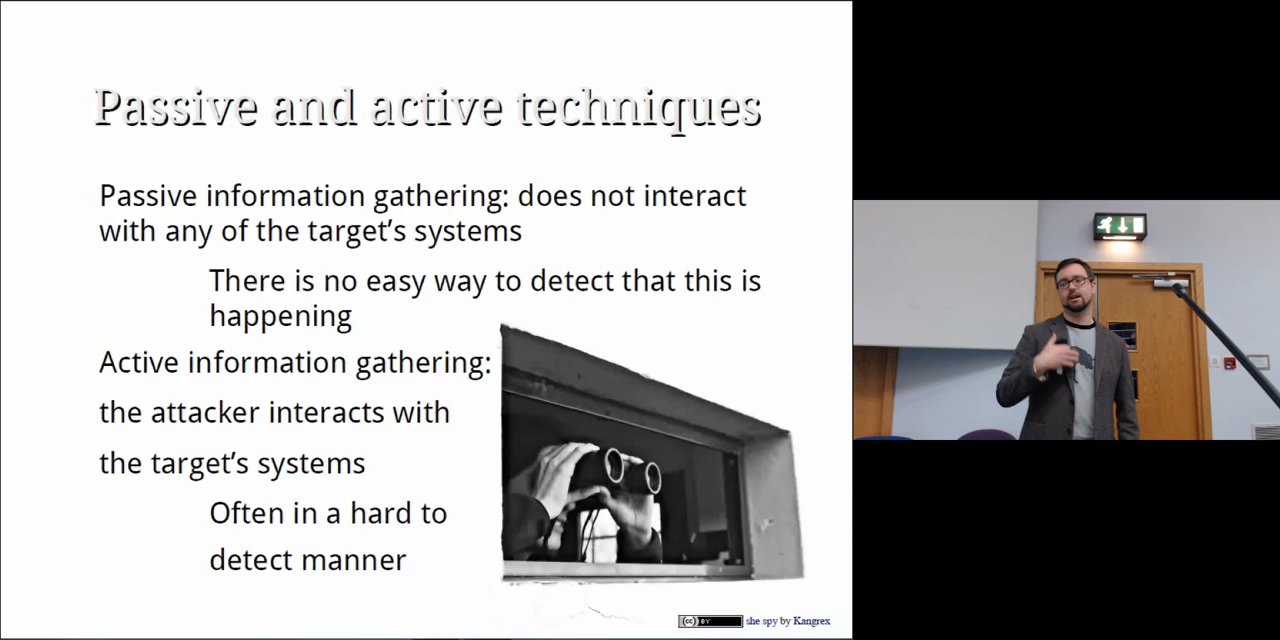 Passive and active techniques
Passive information gathering: does not interact
with any of the target’s systems
There is no easy way to detect that this is
happening
Active information gathering:
the attacker interacts with
the target’s systems
Often in a hard to
detect manner
cc BY she spy by Kangrex